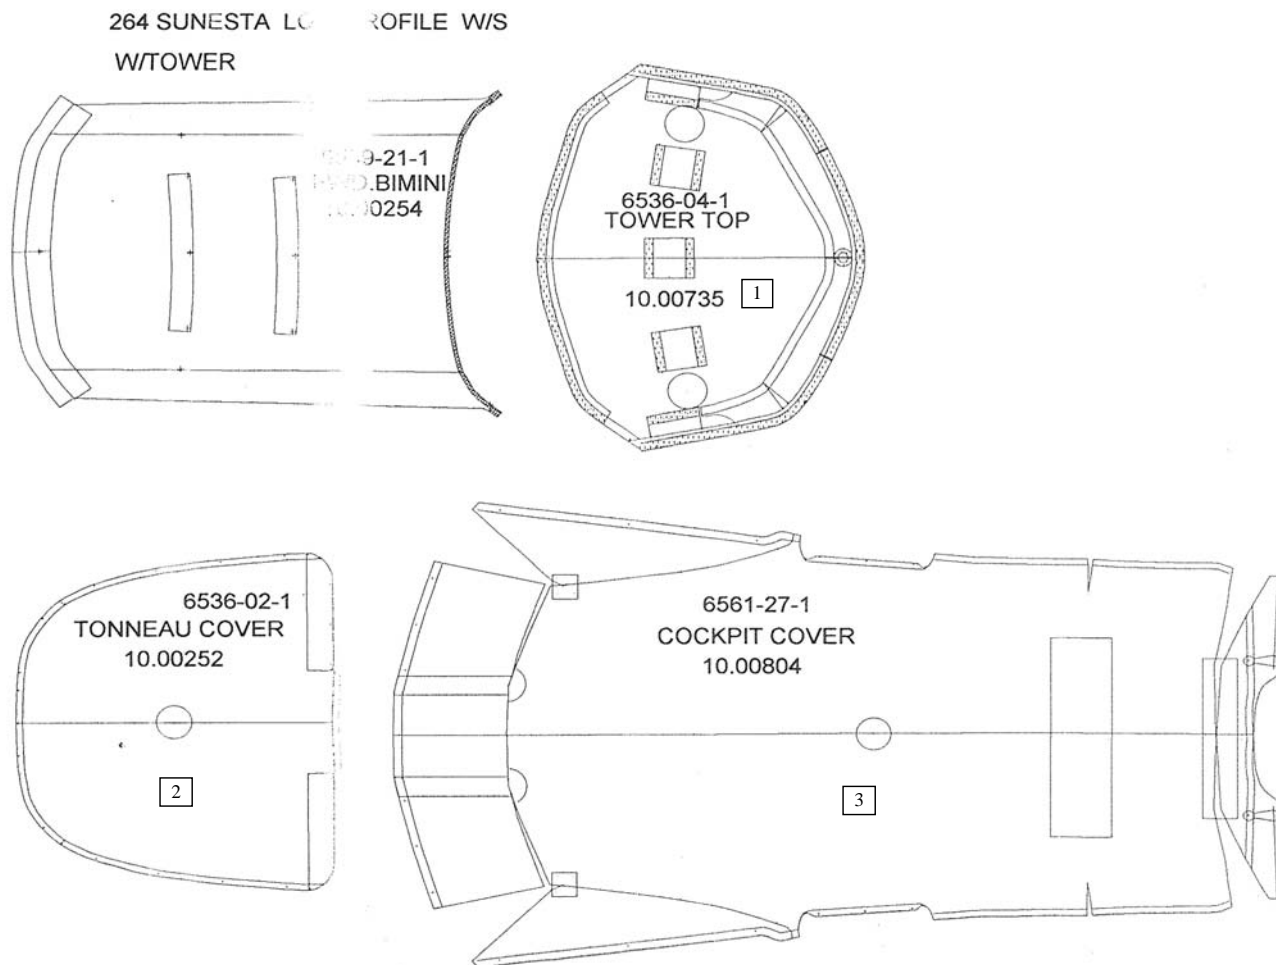 264 SUNESTA W/S
W/TOWER
BIMINI
6536-04-1
TOWER TOP
10.00735
1
6536-02-1
TONNEAU COVER
10.00252
2
6561-27-1
COCKPIT COVER
10.00804
3